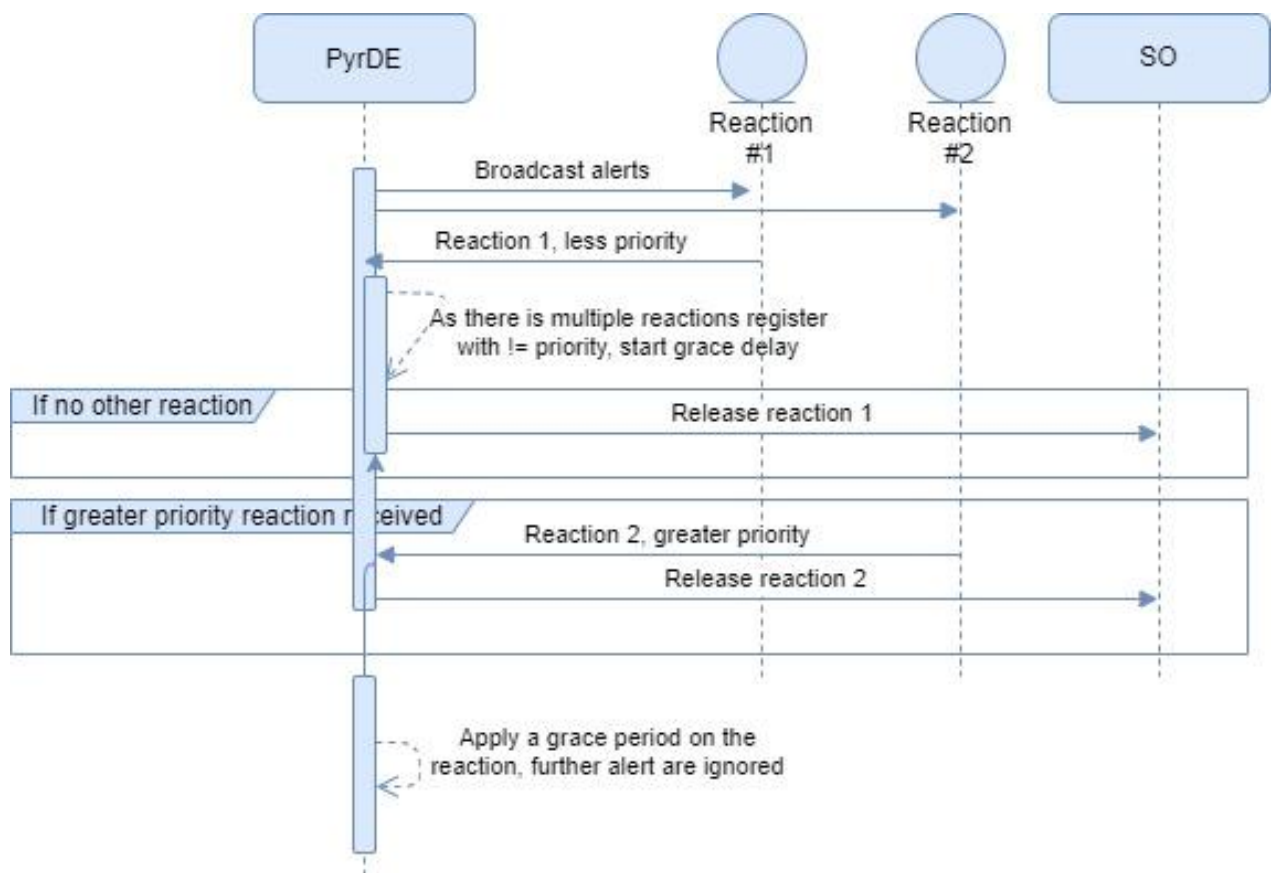 PyrDE
SO
Reaction
#1
Reaction
#2
Broadcast alerts
Reaction 1, less priority
As there is multiple reactions register
with != priority, start grace delay
If no other reaction
Release reaction 1
If greater priority reaction received
Reaction 2, greater priority
Release reaction 2
Apply a grace period on the
reaction, further alert are ignored